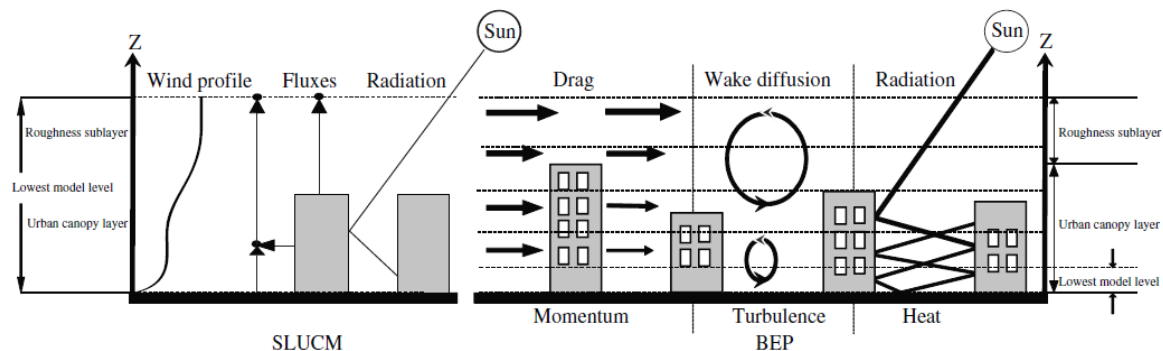 Sun
Z
Wind profile Fluxes Radiation
Roughness sublayer
Lowest model level
Urban canopy layer
SLUCM
Sun
Z
Drag Wake diffusion Radiation
Roughness sublayer
Urban canopy layer
Lowest model level
Momentum Turbulence Heat
BEP